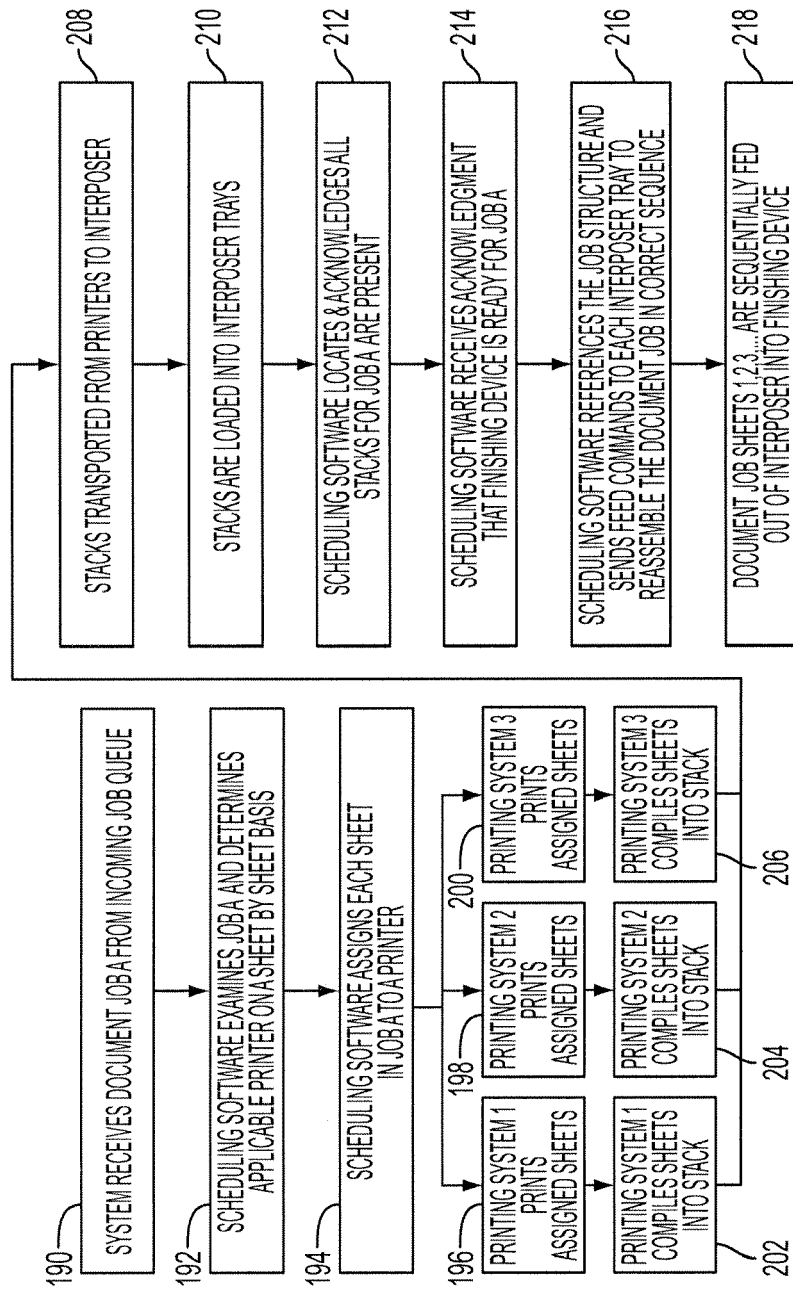 190
SYSTEM RECEIVES DOCUMENT JOB A FROM INCOMING JOB QUEUE
192
SCHEDULING SOFTWARE EXAMINES JOB A AND DETERMINES
APPLICABLE PRINTER ON A SHEET BY SHEET BASIS
194
SCHEDULING SOFTWARE ASSIGNS EACH SHEET
IN JOB A TO A PRINTER
196
PRINTING SYSTEM 1
PRINTS
ASSIGNED SHEETS
198
PRINTING SYSTEM 2
PRINTS
ASSIGNED SHEETS
200
PRINTING SYSTEM 3
PRINTS
ASSIGNED SHEETS
PRINTING SYSTEM 1
COMPILES SHEETS
INTO STACK
202
PRINTING SYSTEM 2
COMPILES SHEETS
INTO STACK
204
PRINTING SYSTEM 3
COMPILES SHEETS
INTO STACK
206
STACKS TRANSPORTED FROM PRINTERS TO INTERPOSER
208
STACKS ARE LOADED INTO INTERPOSER TRAYS
210
SCHEDULING SOFTWARE LOCATES & ACKNOWLEDGES ALL
STACKS FOR JOB A ARE PRESENT
212
SCHEDULING SOFTWARE RECEIVES ACKNOWLEDGMENT
THAT FINISHING DEVICE IS READY FOR JOB A
214
SCHEDULING SOFTWARE REFERENCES THE JOB STRUCTURE AND
SENDS FEED COMMANDS TO EACH INTERPOSER TRAY TO
REASSEMBLE THE DOCUMENT JOB IN CORRECT SEQUENCE
216
DOCUMENT JOB SHEETS 1,2,3,.... ARE SEQUENTIALLY FED
OUT OF INTERPOSER INTO FINISHING DEVICE
218